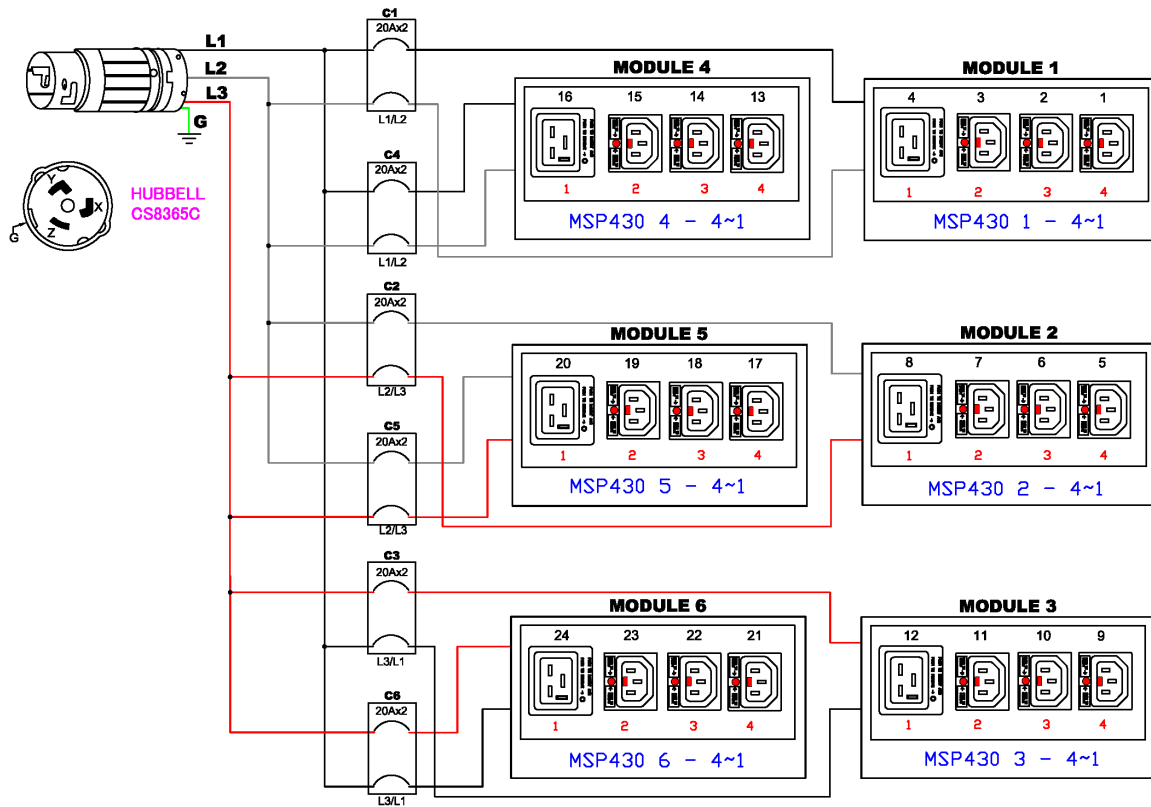 L1
L2
L3
G
HUBBELL
CS8365C
Y
X
Z
G
C1
20Ax2
L1/L2
C4
20Ax2
L1/L2
C2
20Ax2
L2/L3
C5
20Ax2
L2/L3
C3
20Ax2
L3/L1
C6
20Ax2
L3/L1
MODULE 4
16 15 14 13
1 2 3 4
MSP430 4 - 4~1
MODULE 1
4 3 2 1
1 2 3 4
MSP430 1 - 4~1
MODULE 5
20 19 18 17
1 2 3 4
MSP430 5 - 4~1
MODULE 2
8 7 6 5
1 2 3 4
MSP430 2 - 4~1
MODULE 6
24 23 22 21
1 2 3 4
MSP430 6 - 4~1
MODULE 3
12 11 10 9
1 2 3 4
MSP430 3 - 4~1